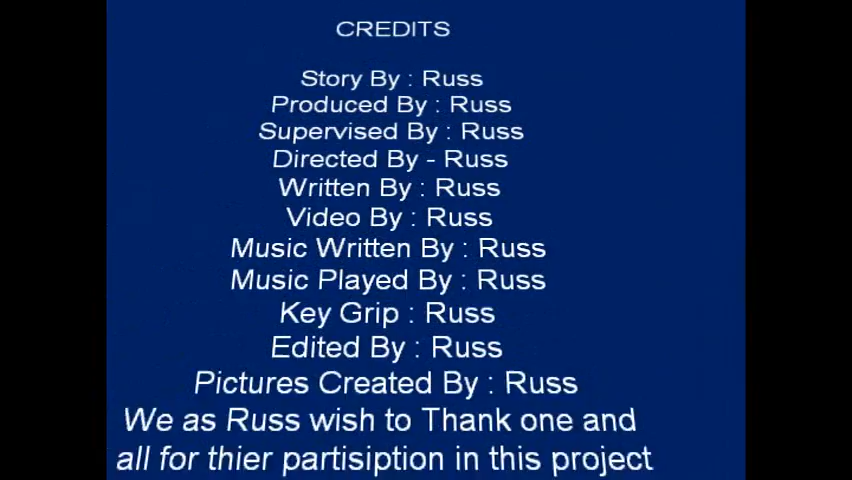 CREDITS
Story By : Russ
Produced By : Russ
Supervised By : Russ
Directed By - Russ
Written By : Russ
Video By : Russ
Music Written By : Russ
Music Played By : Russ
Key Grip : Russ
Edited By : Russ
Pictures Created By : Russ
We as Russ wish to Thank one and
all for thier partisiption in this project